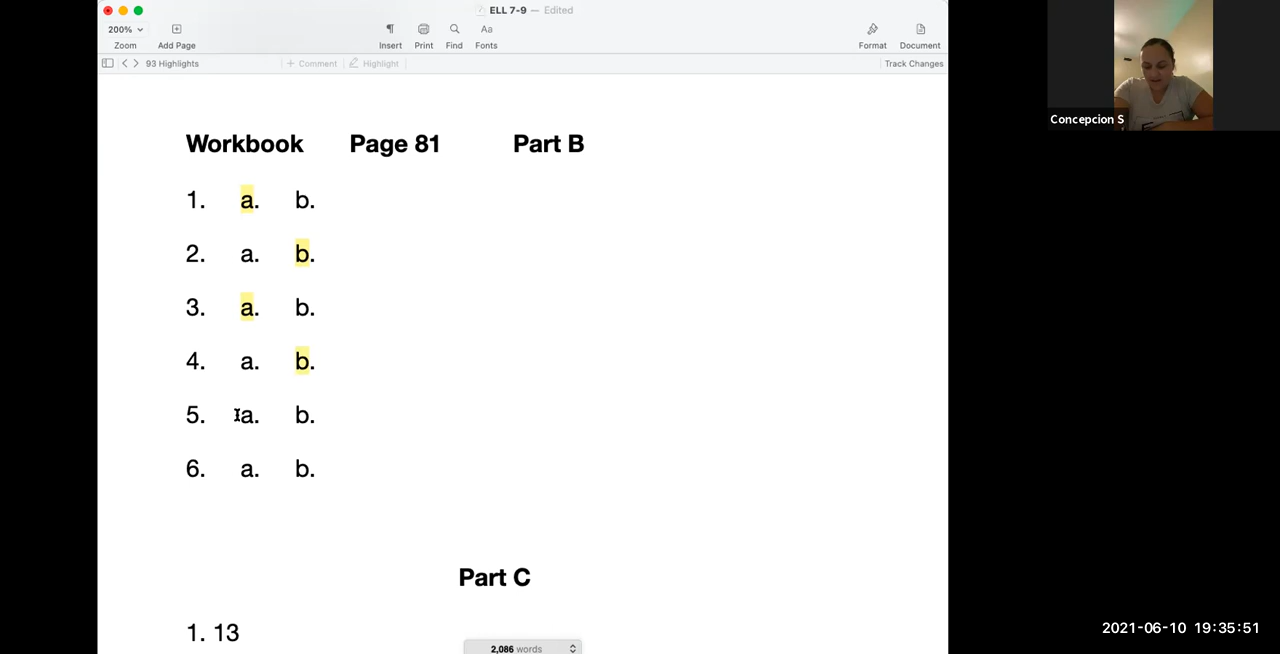 ELL 7-9 — Edited
200%
Zoom
Add Page
Insert
Print
Find
Fonts
Format
Document
93 Highlights
+ Comment
Highlight
Track Changes
Workbook Page 81 Part B
1. a. b.
2. a. b.
3. a. b.
4. a. b.
5. a. b.
6. a. b.
Part C
1. 13
2,086 words
Concepcion S
2021-06-10 19:35:51